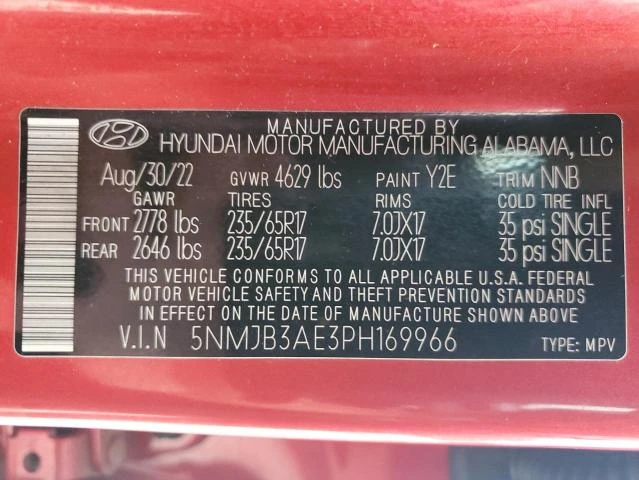 MANUFACTURED BY
HYUNDAI MOTOR MANUFACTURING ALABAMA, LLC
Aug/30/22 GVWR 4629 lbs PAINT Y2E TRIM NNB
GAWR TIRES RIMS COLD TIRE INFL
FRONT 2778 lbs 235/65R17 7.0JX17 35 psi SINGLE
REAR 2646 lbs 235/65R17 7.0JX17 35 psi SINGLE
THIS VEHICLE CONFORMS TO ALL APPLICABLE U.S.A. FEDERAL
MOTOR VEHICLE SAFETY AND THEFT PREVENTION STANDARDS
IN EFFECT ON THE DATE OF MANUFACTURE SHOWN ABOVE.
V.I.N 5NMJB3AE3PH169966 TYPE: MPV